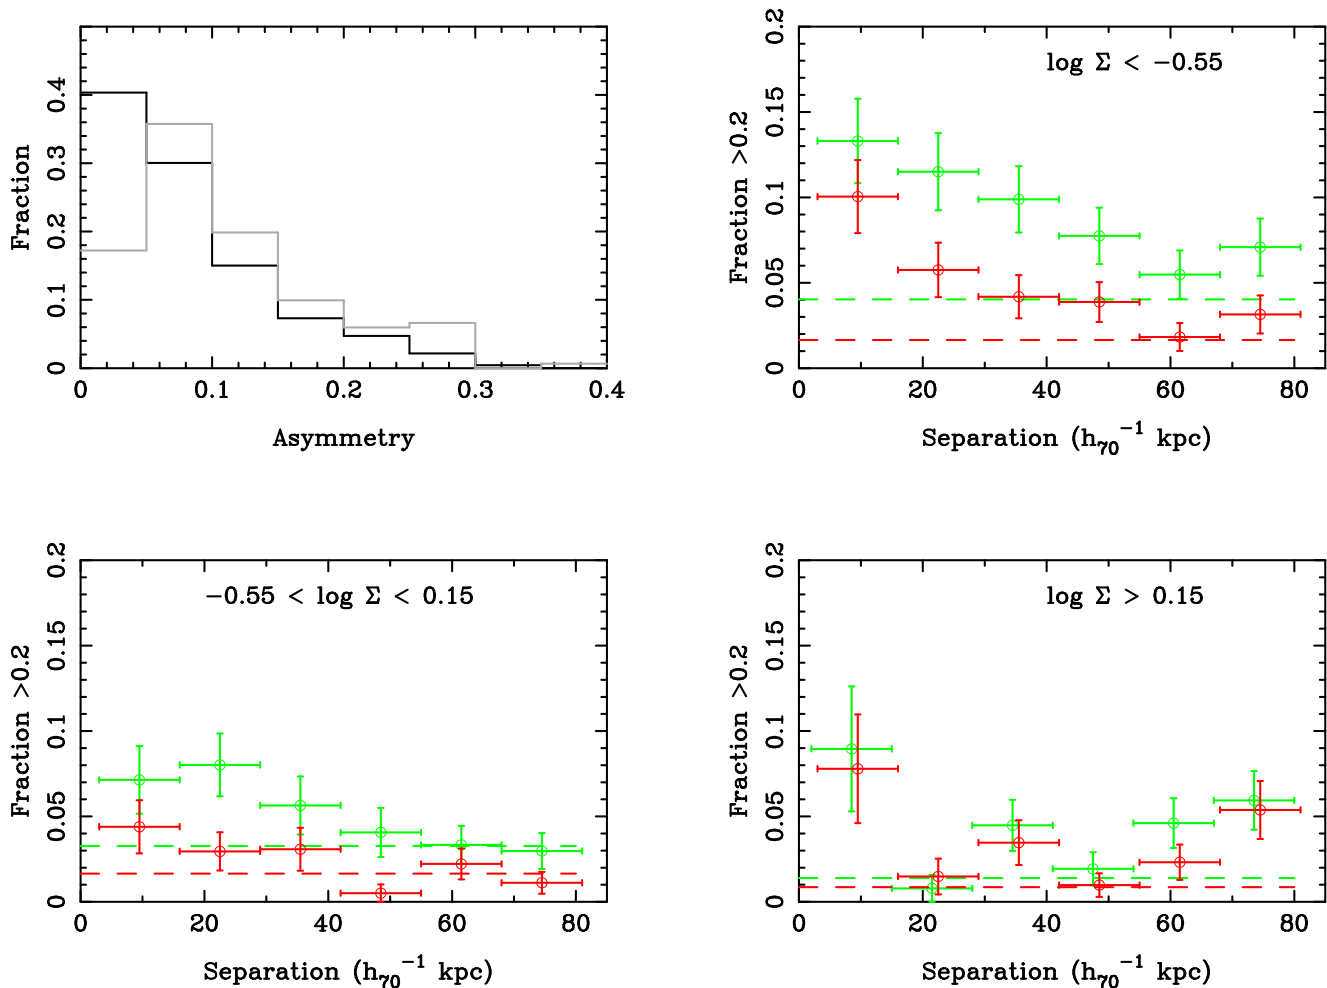 0.4
0.3
0.2
0.1
0
Fraction
0 0.1 0.2 0.3 0.4
Asymmetry
log Σ < −0.55
0.2
0.15
0.1
0.05
0
Fraction >0.2
0 20 40 60 80
Separation (h₇₀⁻¹ kpc)
−0.55 < log Σ < 0.15
0.2
0.15
0.1
0.05
0
Fraction >0.2
0 20 40 60 80
Separation (h₇₀⁻¹ kpc)
log Σ > 0.15
0.2
0.15
0.1
0.05
0
Fraction >0.2
0 20 40 60 80
Separation (h₇₀⁻¹ kpc)